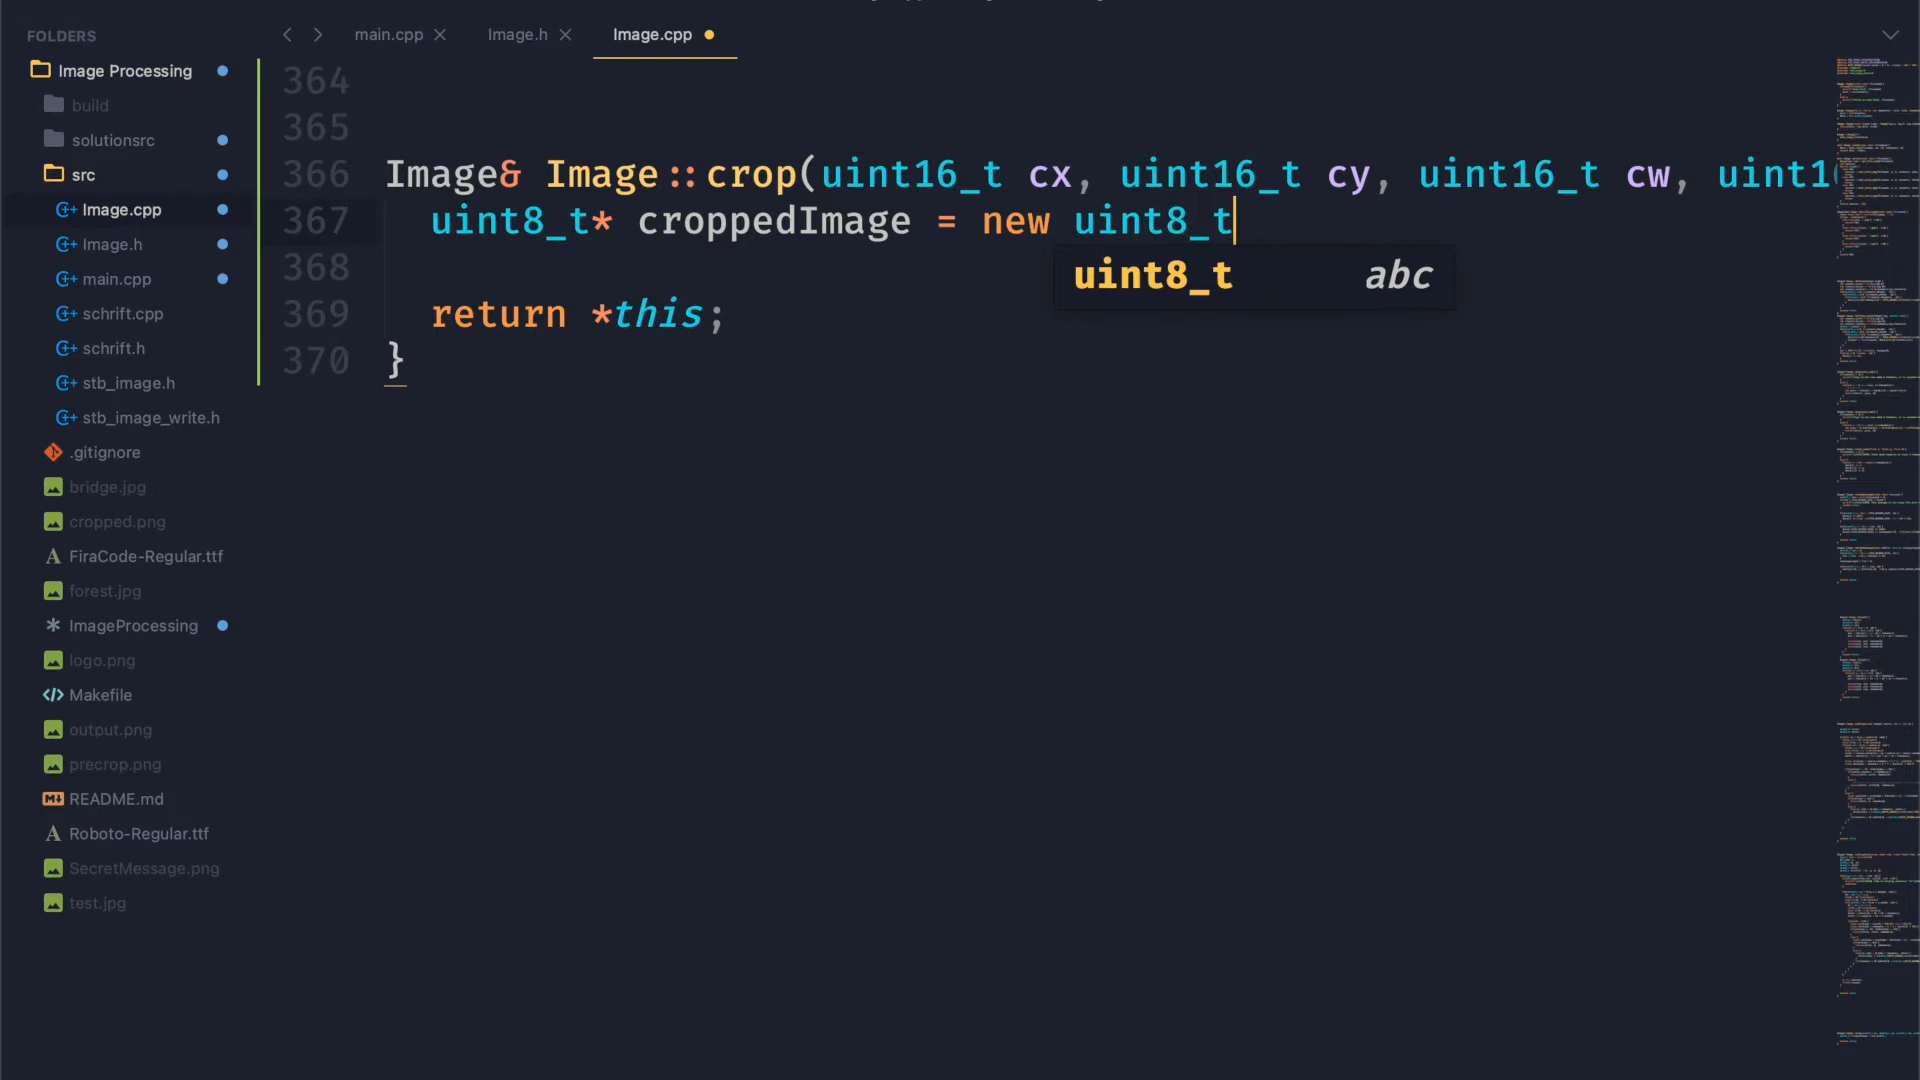 FOLDERS
Image Processing
build
solutionsrc
src
Image.cpp
Image.h
main.cpp
schrift.cpp
schrift.h
stb_image.h
stb_image_write.h
.gitignore
bridge.jpg
cropped.png
FiraCode-Regular.ttf
forest.jpg
ImageProcessing
logo.png
Makefile
output.png
precrop.png
README.md
Roboto-Regular.ttf
SecretMessage.png
test.jpg
main.cpp Image.h Image.cpp
364
365
366 Image& Image::crop(uint16_t cx, uint16_t cy, uint16_t cw, uint1
367 uint8_t* croppedImage = new uint8_t
uint8_t abc
368
369 return *this;
370 }